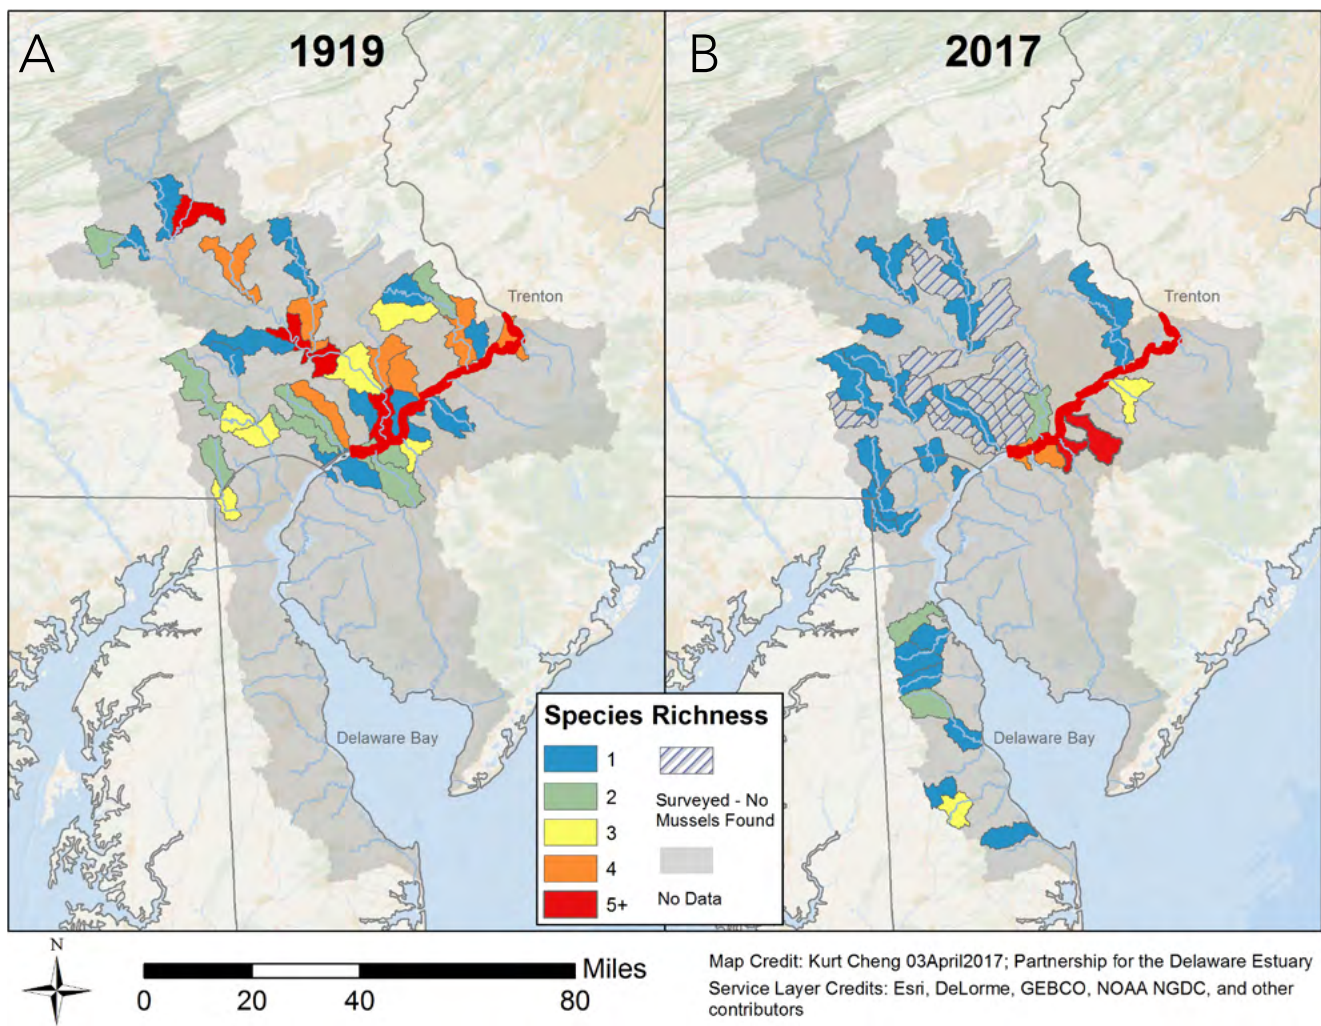 A
1919
B
2017
Trenton
Trenton
Delaware Bay
Delaware Bay
Species Richness
1
2
3
4
5+
Surveyed - No
Mussels Found
No Data
N
Miles
0
20
40
80
Map Credit: Kurt Cheng 03April2017; Partnership for the Delaware Estuary
Service Layer Credits: Esri, DeLorme, GEBCO, NOAA NGDC, and other
contributors